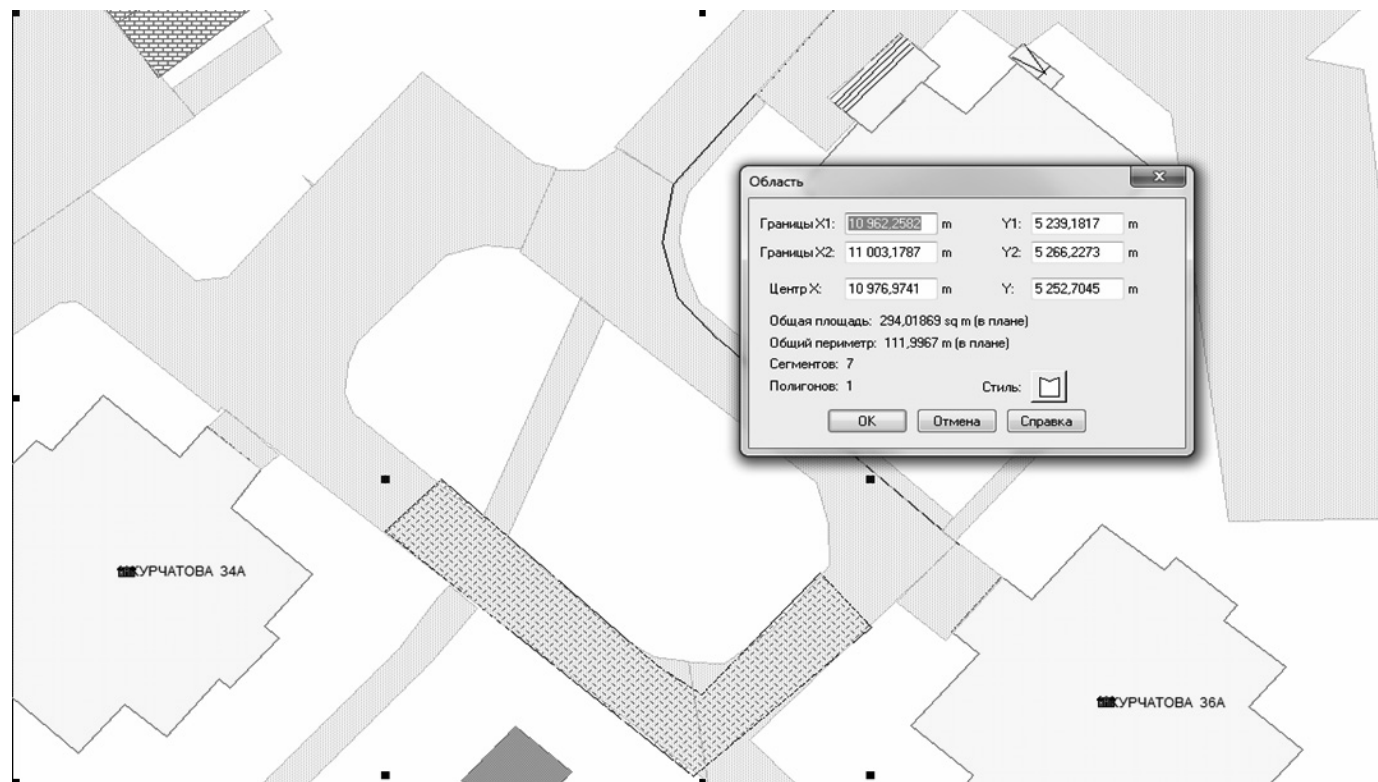 Область
Границы X1: 10 962,2582 m Y1: 5 239,1817 m
Границы X2: 11 003,1787 m Y2: 5 266,2273 m
Центр X: 10 976,9741 m Y: 5 252,7045 m
Общая площадь: 294,01869 sq m (в плане)
Общий периметр: 111,9967 m (в плане)
Сегментов: 7
Полигонов: 1 Стиль:
OK Отмена Справка
КУРЧАТОВА 34А
КУРЧАТОВА 36А